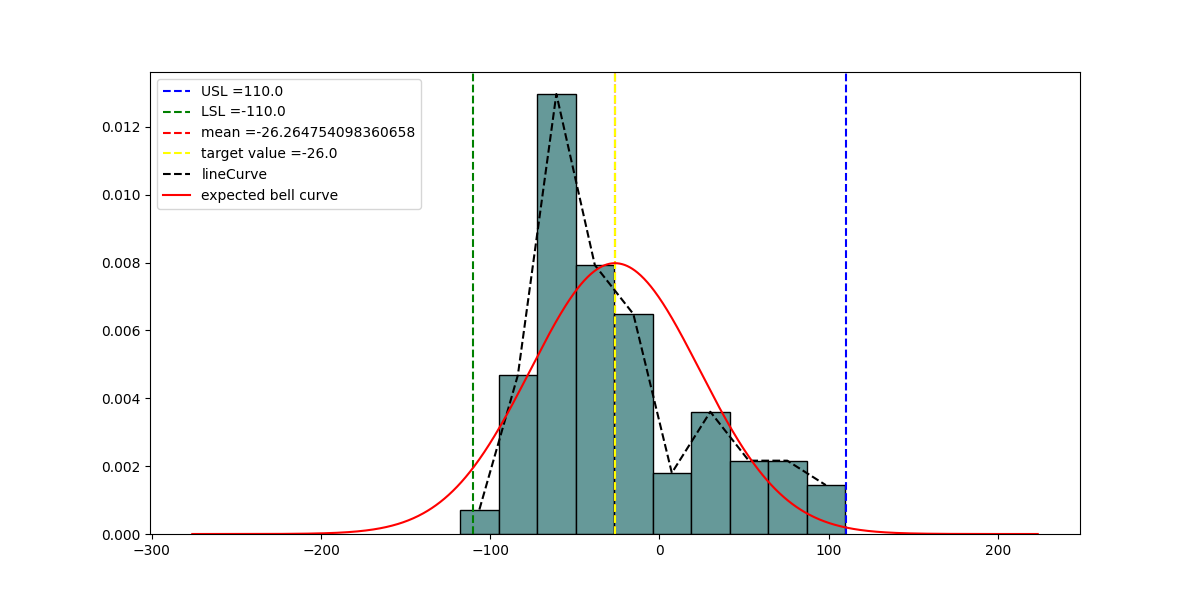 USL =110.0
LSL =-110.0
mean =-26.264754098360658
target value =-26.0
lineCurve
expected bell curve
0.012
0.010
0.008
0.006
0.004
0.002
0.000
−300 −200 −100 0 100 200